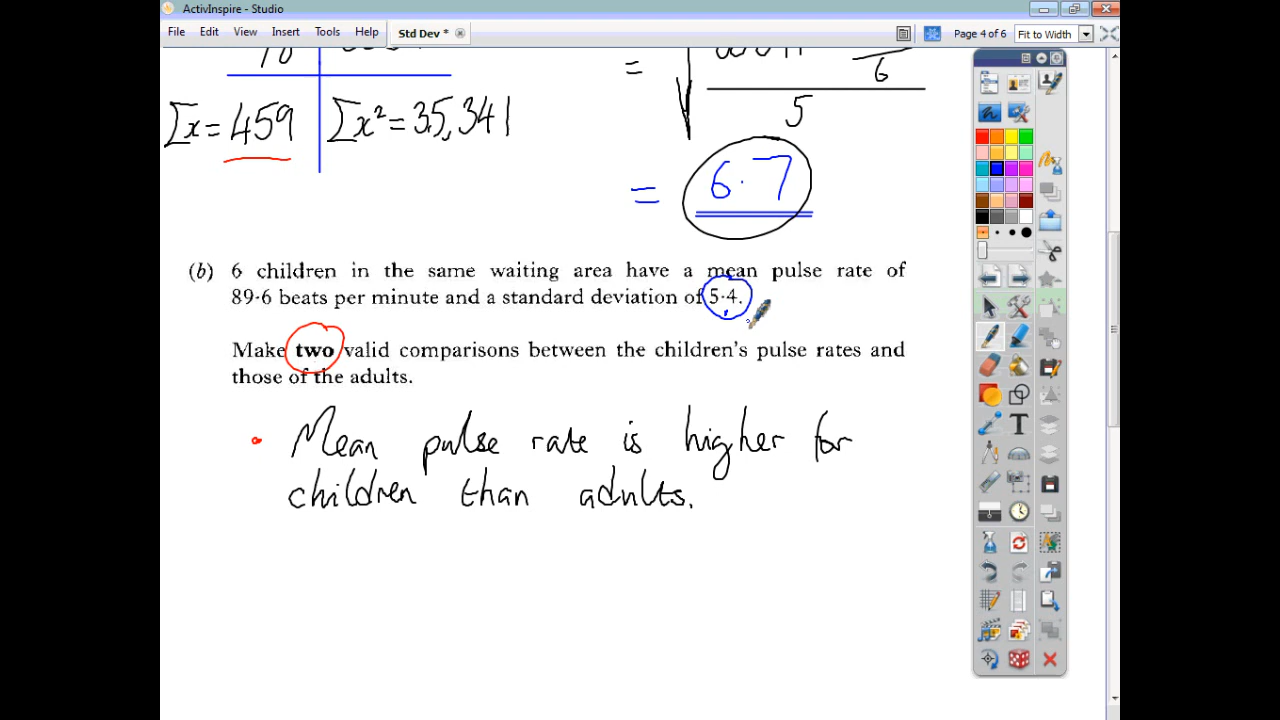 ActivInspire - Studio
File Edit View Insert Tools Help Std Dev * Page 4 of 6 Fit to Width
=
6
5
∑x = 459 ∑x² = 35,341
= 6·7
(b) 6 children in the same waiting area have a mean pulse rate of
89·6 beats per minute and a standard deviation of 5·4.
Make two valid comparisons between the children's pulse rates and
those of the adults.
• Mean pulse rate is higher for
children than adults.